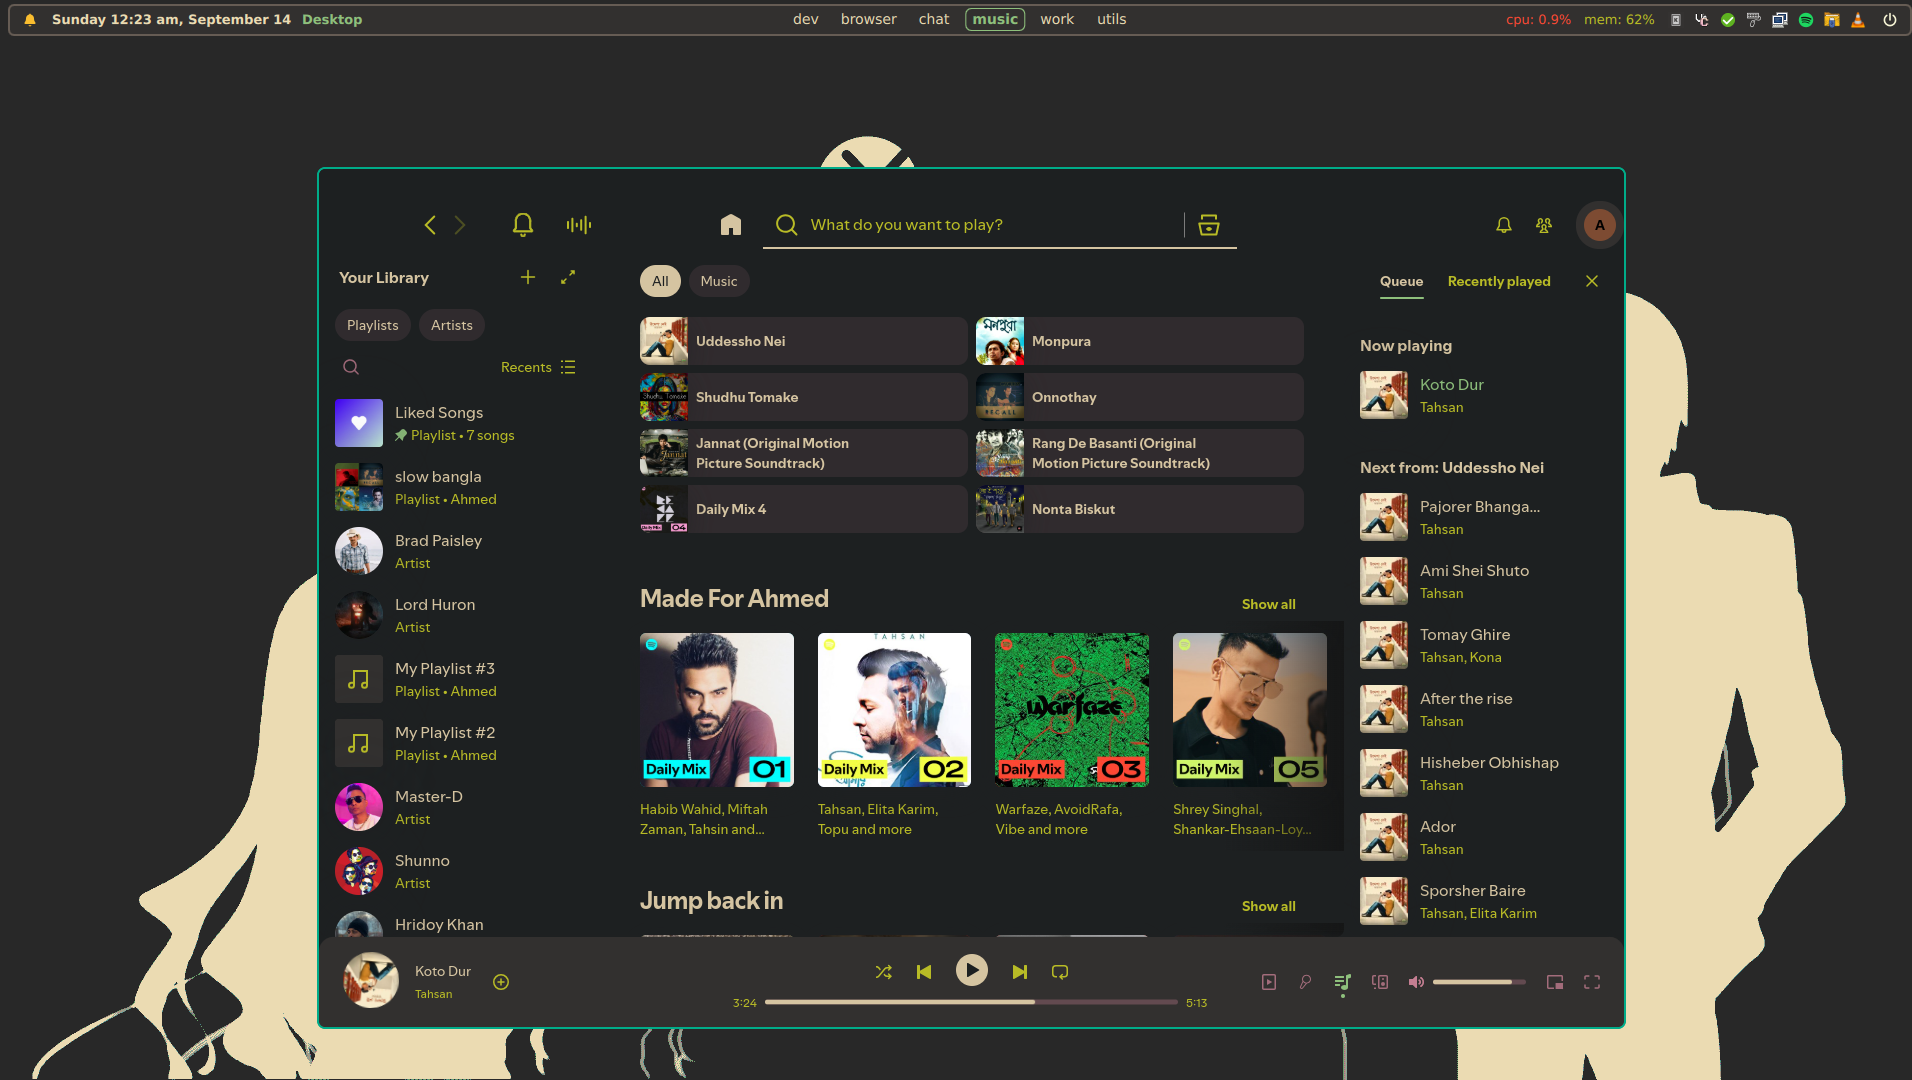 Sunday 12:23 am, September 14 Desktop
dev browser chat music work utils
cpu: 0.9% mem: 62%
What do you want to play?
A
Your Library
Playlists Artists
Recents
Liked Songs
Playlist • 7 songs
slow bangla
Playlist • Ahmed
Brad Paisley
Artist
Lord Huron
Artist
My Playlist #3
Playlist • Ahmed
My Playlist #2
Playlist • Ahmed
Master-D
Artist
Shunno
Artist
Hridoy Khan
All Music
Uddessho Nei
Monpura
মনপুরা
Shudhu Tomake
Shudhu Tomake
Onnothay
RECALL
Jannat (Original Motion
Picture Soundtrack)
Jannat
Rang De Basanti (Original
Motion Picture Soundtrack)
Daily Mix 4
Daily Mix 04
Nonta Biskut
Made For Ahmed
Show all
Daily Mix 01
Habib Wahid, Miftah
Zaman, Tahsin and...
TAHSAN
Daily Mix 02
Tahsan, Elita Karim,
Topu and more
Warfaze
Daily Mix 03
Warfaze, AvoidRafa,
Vibe and more
Daily Mix 05
Shrey Singhal,
Shankar-Ehsaan-Loy...
Jump back in
Show all
Queue Recently played
Now playing
Koto Dur
Tahsan
Next from: Uddessho Nei
Pajorer Bhanga...
Tahsan
Ami Shei Shuto
Tahsan
Tomay Ghire
Tahsan, Kona
After the rise
Tahsan
Hisheber Obhishap
Tahsan
Ador
Tahsan
Sporsher Baire
Tahsan, Elita Karim
Koto Dur
Tahsan
3:24
5:13